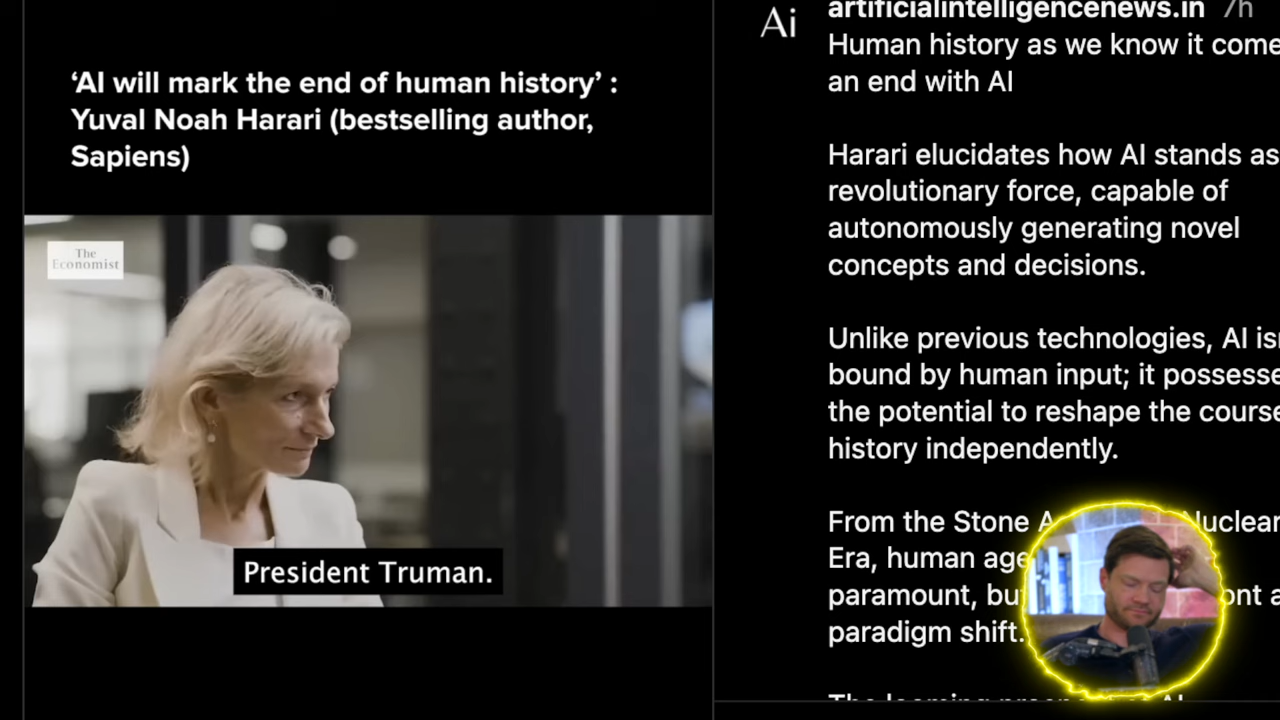 ‘AI will mark the end of human history’ :
Yuval Noah Harari (bestselling author,
Sapiens)
The
Economist
President Truman.
Ai
artificialintelligencenews.in 7h
Human history as we know it come
an end with AI
Harari elucidates how AI stands as
revolutionary force, capable of
autonomously generating novel
concepts and decisions.
Unlike previous technologies, AI
bound by human input; it possesse
the potential to reshape the course
history independently.
From the Stone Nuclear
Era, human age
paramount, bu ont a
paradigm shift.